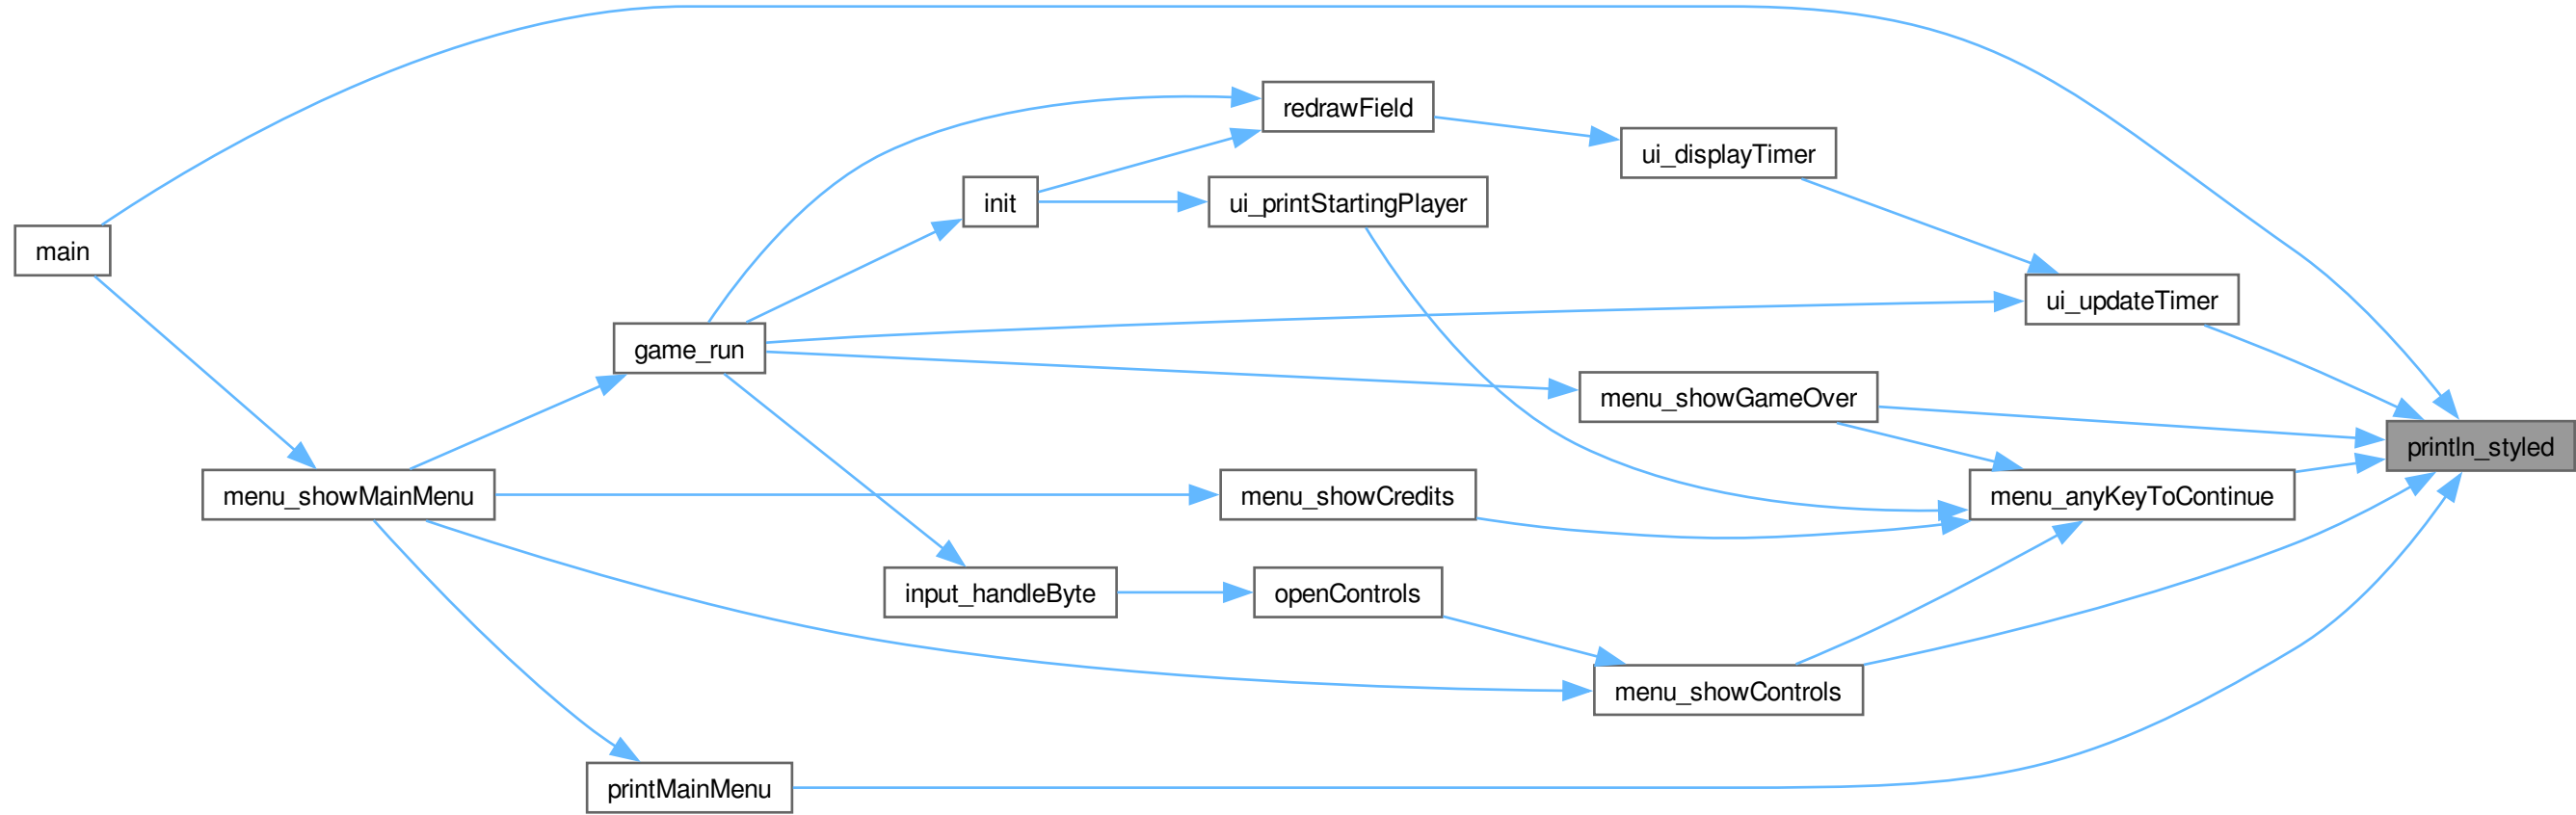 redrawField
ui_displayTimer
init
ui_printStartingPlayer
main
ui_updateTimer
game_run
menu_showGameOver
println_styled
menu_showMainMenu
menu_showCredits
menu_anyKeyToContinue
input_handleByte
openControls
menu_showControls
printMainMenu